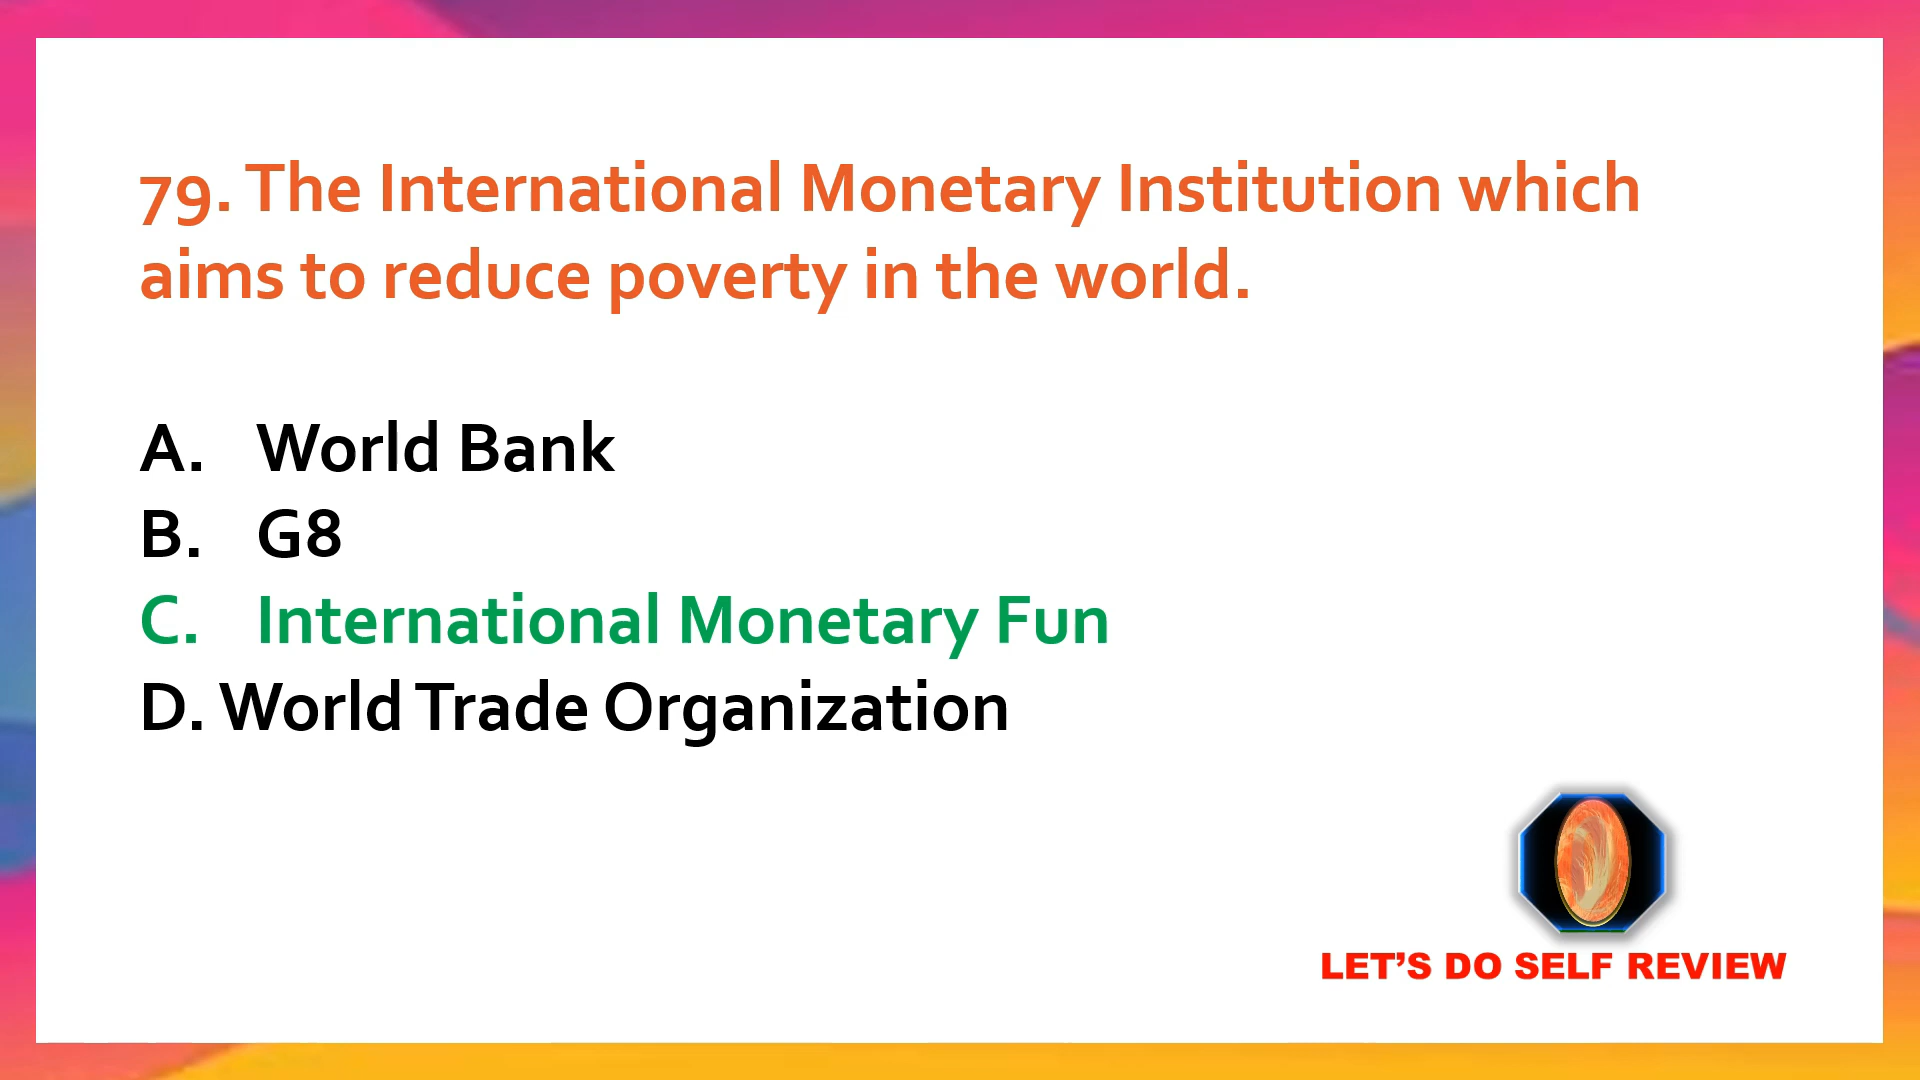 79. The International Monetary Institution which
aims to reduce poverty in the world.
A. World Bank
B. G8
C. International Monetary Fun
D. World Trade Organization
LET’S DO SELF REVIEW